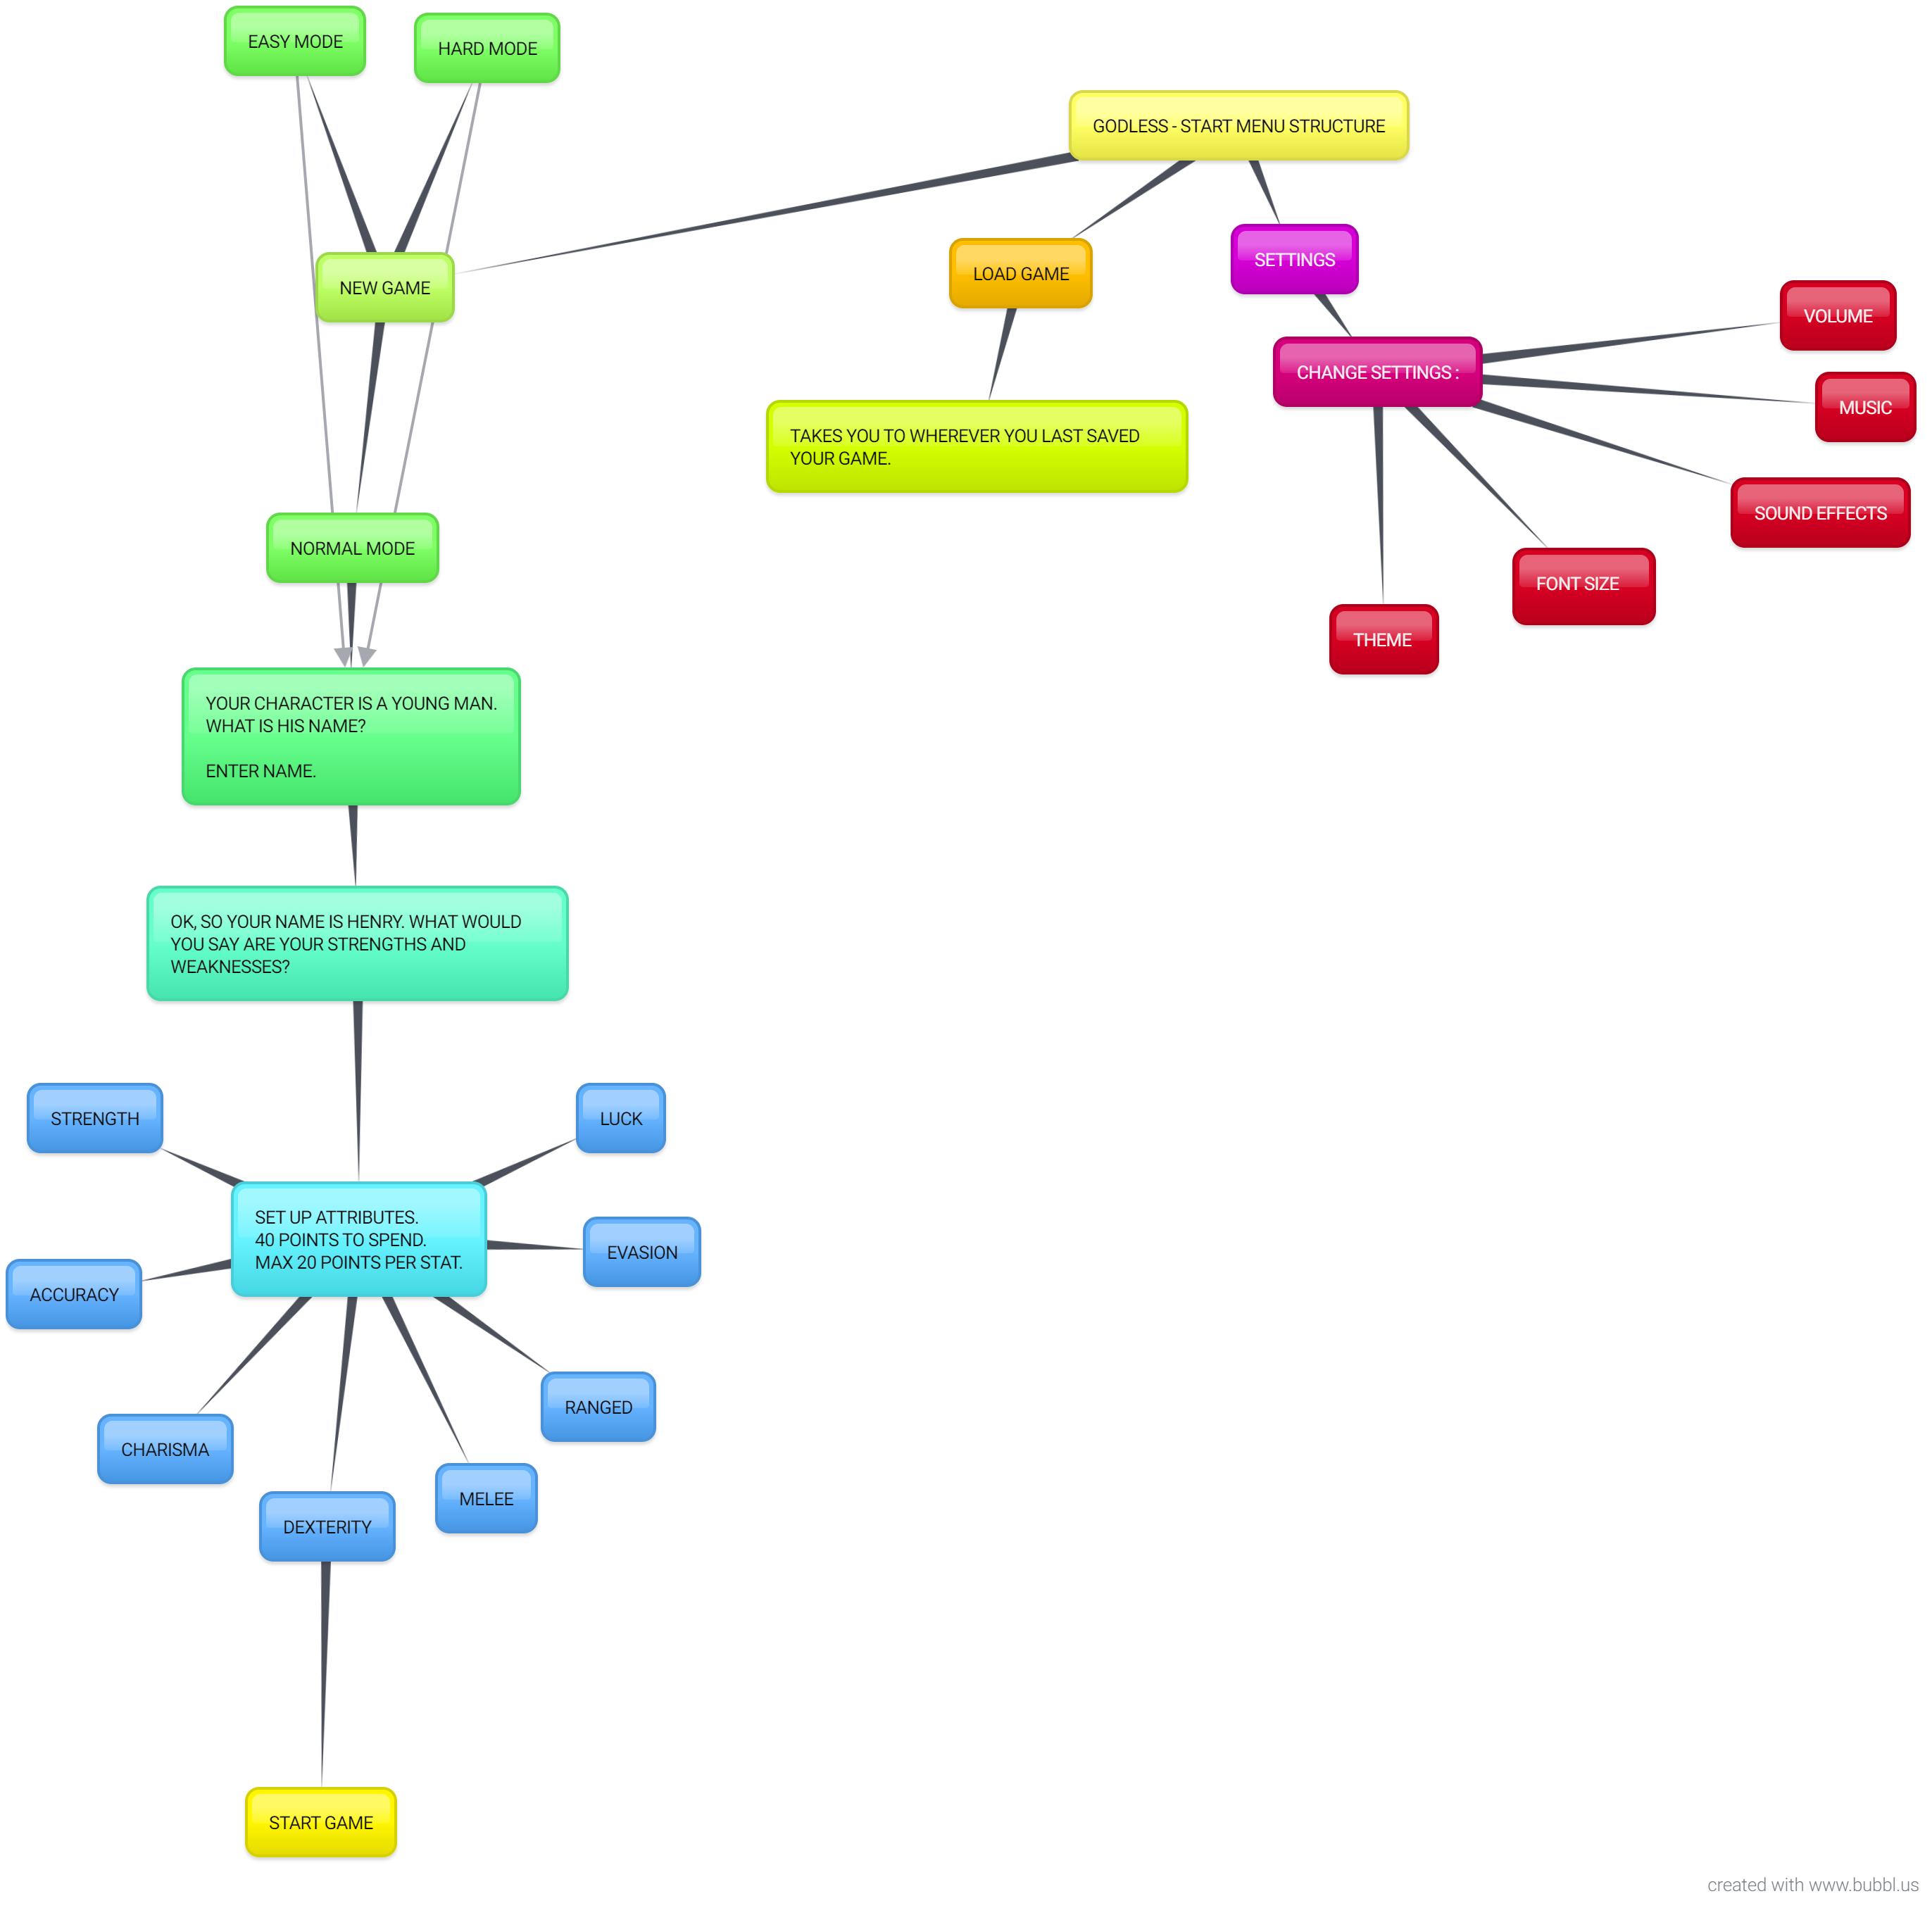 EASY MODE
HARD MODE
GODLESS - START MENU STRUCTURE
NEW GAME
LOAD GAME
SETTINGS
CHANGE SETTINGS :
VOLUME
MUSIC
SOUND EFFECTS
FONT SIZE
THEME
TAKES YOU TO WHEREVER YOU LAST SAVED
YOUR GAME.
NORMAL MODE
YOUR CHARACTER IS A YOUNG MAN.
WHAT IS HIS NAME?
ENTER NAME.
OK, SO YOUR NAME IS HENRY. WHAT WOULD
YOU SAY ARE YOUR STRENGTHS AND
WEAKNESSES?
STRENGTH
LUCK
SET UP ATTRIBUTES.
40 POINTS TO SPEND.
MAX 20 POINTS PER STAT.
EVASION
ACCURACY
RANGED
CHARISMA
MELEE
DEXTERITY
START GAME
created with www.bubbl.us